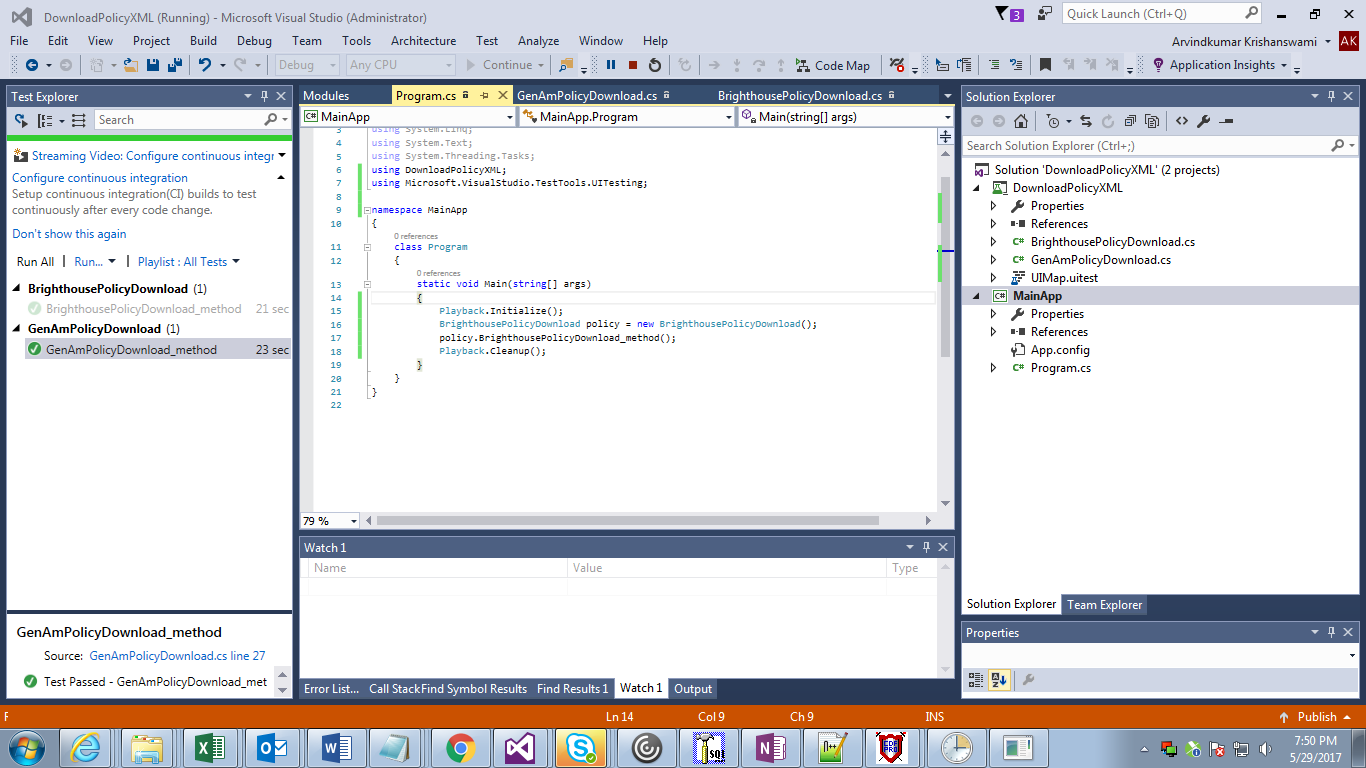 DownloadPolicyXML (Running) - Microsoft Visual Studio (Administrator)
3
Quick Launch (Ctrl+Q)
File Edit View Project Build Debug Team Tools Architecture Test Analyze Window Help
Arvindkumar Krishanswami AK
Debug Any CPU Continue Code Map Application Insights
Test Explorer
Search
Streaming Video: Configure continuous integr
Configure continuous integration
Setup continuous integration(CI) builds to test
continuously after every code change.
Don't show this again
Run All | Run... | Playlist : All Tests
BrighthousePolicyDownload (1)
BrighthousePolicyDownload_method 21 sec
GenAmPolicyDownload (1)
GenAmPolicyDownload_method 23 sec
GenAmPolicyDownload_method
Source: GenAmPolicyDownload.cs line 27
Test Passed - GenAmPolicyDownload_met
Modules Program.cs GenAmPolicyDownload.cs BrighthousePolicyDownload.cs
C# MainApp MainApp.Program Main(string[] args)
3 using System.Linq;
4 using System.Text;
5 using System.Threading.Tasks;
6 using DownloadPolicyXML;
7 using Microsoft.VisualStudio.TestTools.UITesting;
8
9 namespace MainApp
10 {
0 references
11 class Program
12 {
0 references
13 static void Main(string[] args)
14 {
15 Playback.Initialize();
16 BrighthousePolicyDownload policy = new BrighthousePolicyDownload();
17 policy.BrighthousePolicyDownload_method();
18 Playback.Cleanup();
19 }
20 }
21 }
22
79 %
Watch 1
Name Value Type
Error List... Call Stack Find Symbol Results Find Results 1 Watch 1 Output
Solution Explorer
Search Solution Explorer (Ctrl+;)
Solution 'DownloadPolicyXML' (2 projects)
DownloadPolicyXML
Properties
References
C# BrighthousePolicyDownload.cs
C# GenAmPolicyDownload.cs
UIMap.uitest
C# MainApp
Properties
References
App.config
C# Program.cs
Solution Explorer Team Explorer
Properties
Ln 14 Col 9 Ch 9 INS Publish
7:50 PM
5/29/2017